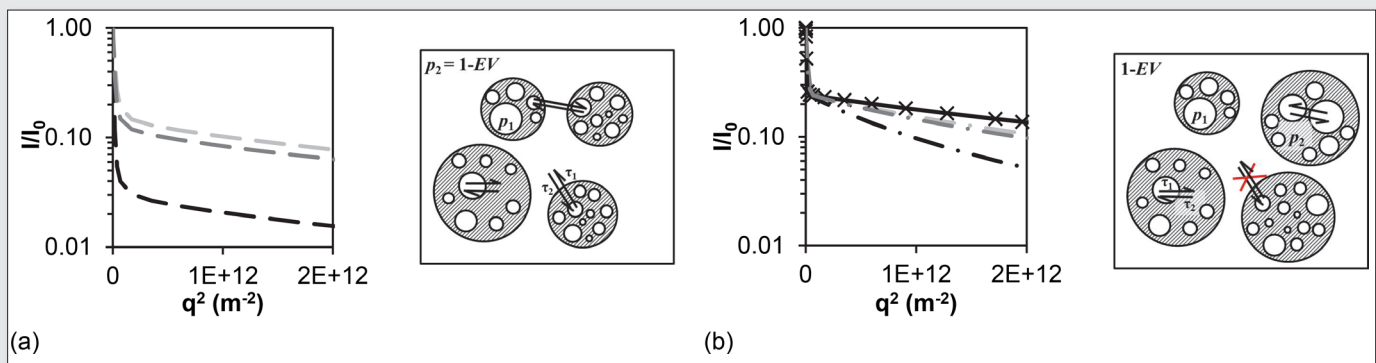 1.00
0.10
0.01
I/I₀
0
1E+12
2E+12
q² (m⁻²)
(a)
p₂ = 1-EV
p₁
τ₁
τ₂
1.00
0.10
0.01
I/I₀
0
1E+12
2E+12
q² (m⁻²)
(b)
1-EV
p₁
p₂
τ₁
τ₂